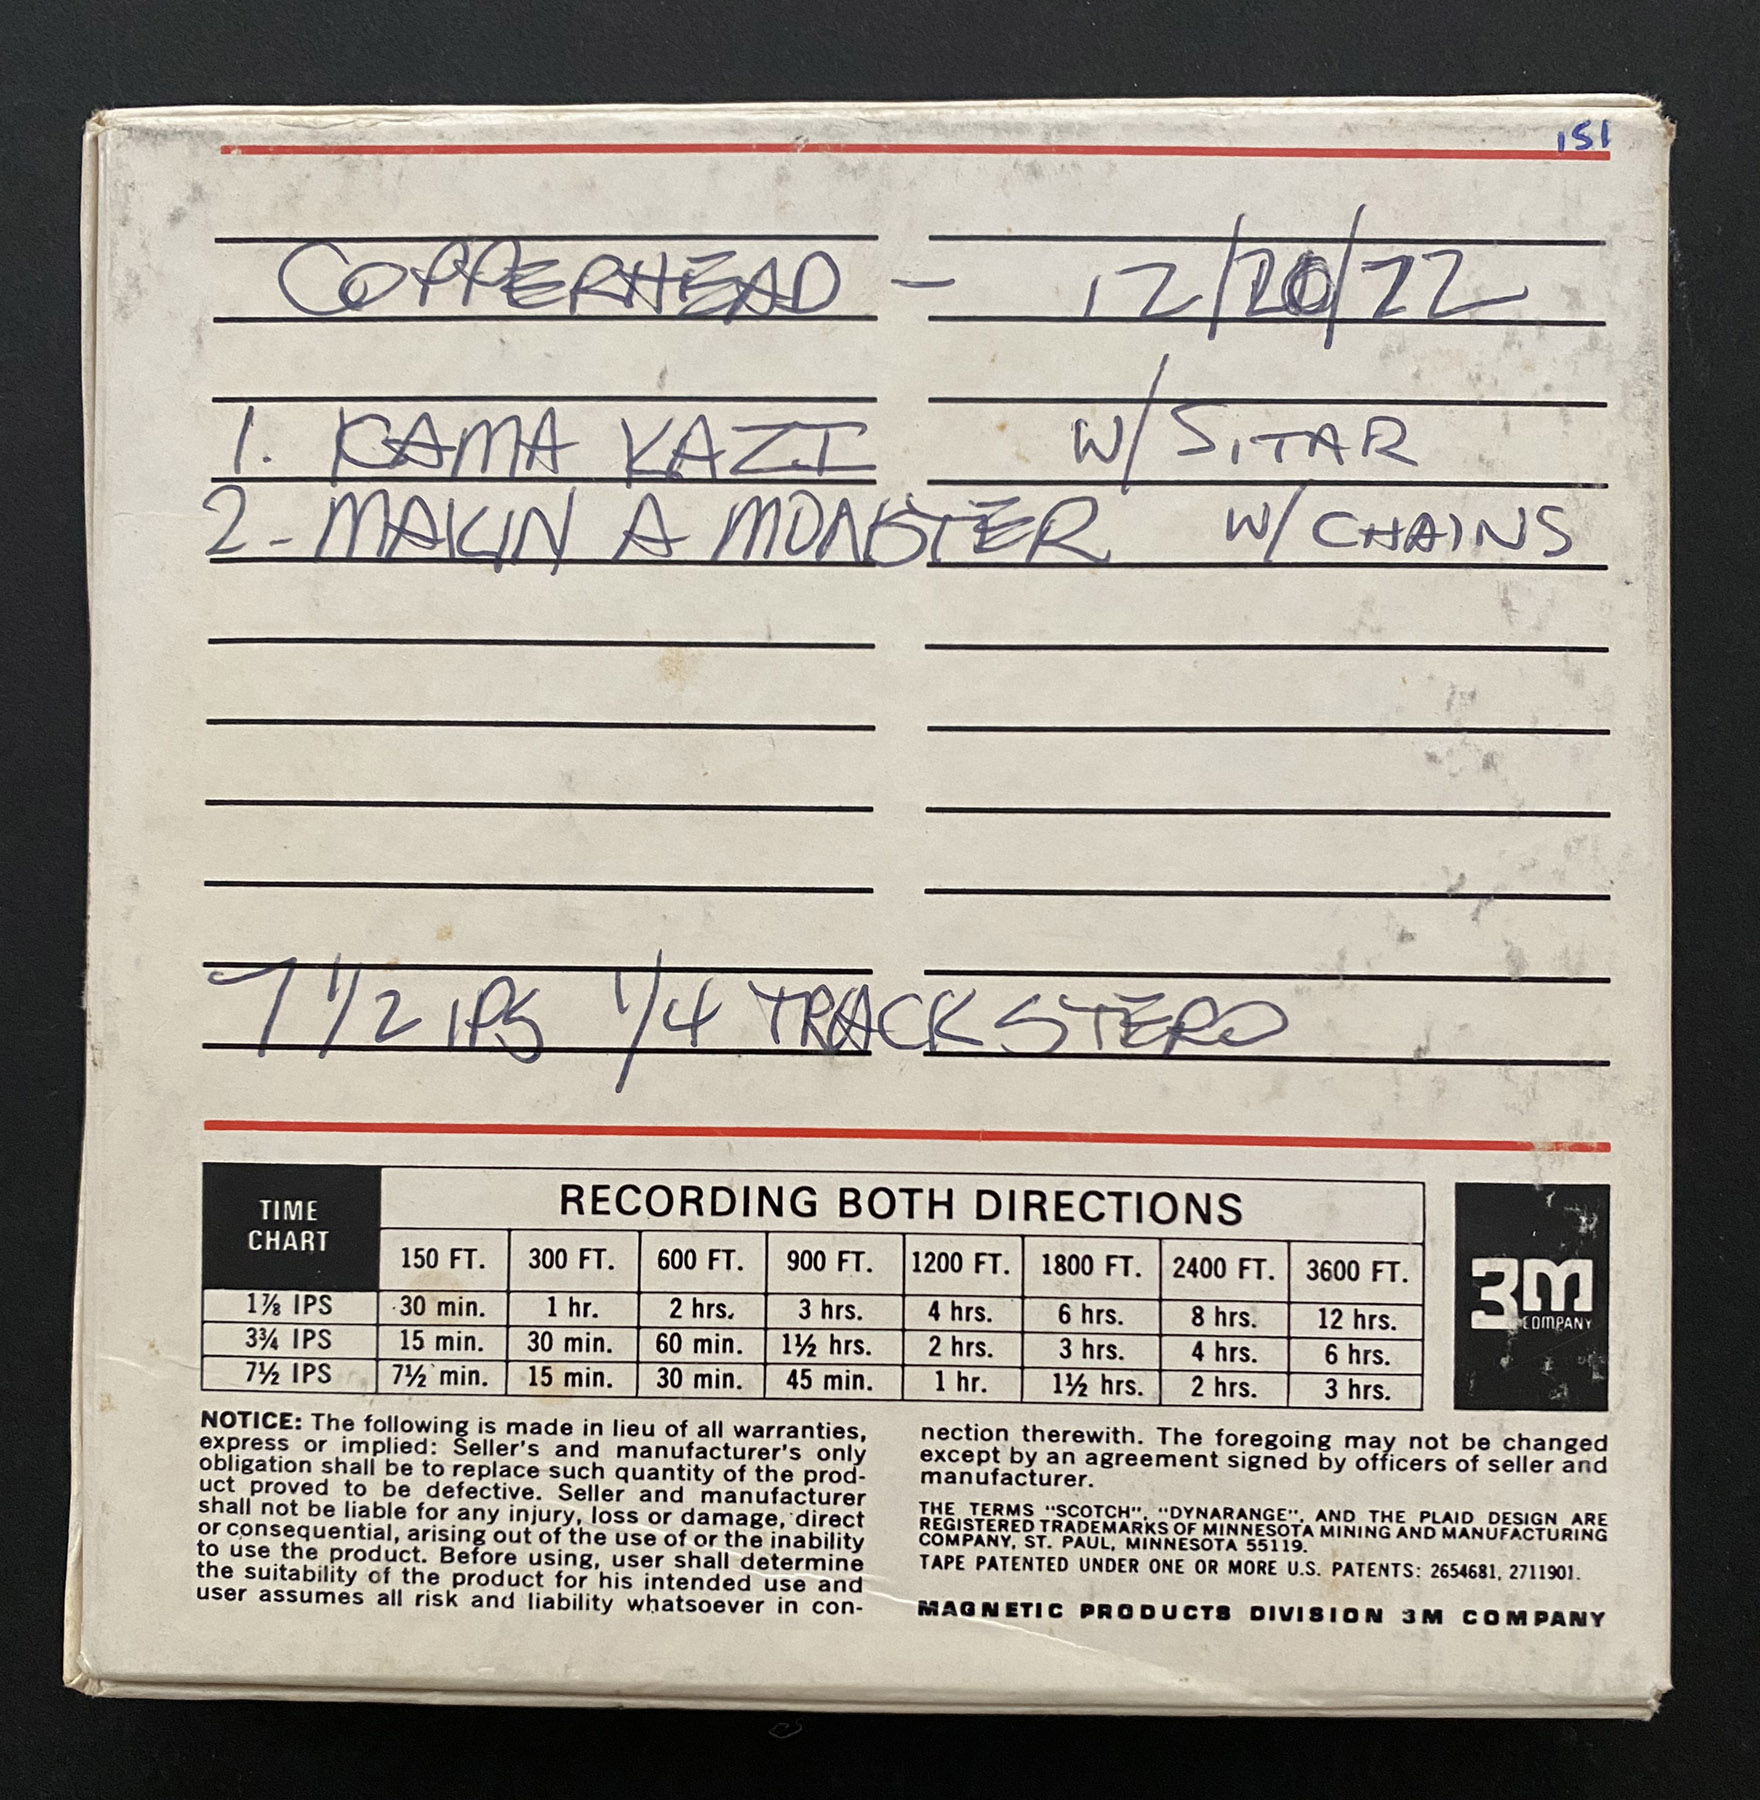 151
COPPERHEAD - 12/20/72
1. KAMA KAZI W/SITAR
2- MAKIN A MONSTER W/CHAINS
7 1/2 IPS 1/4 TRACK STERO
TIME CHART
RECORDING BOTH DIRECTIONS
150 FT. 300 FT. 600 FT. 900 FT. 1200 FT. 1800 FT. 2400 FT. 3600 FT.
1⅞ IPS 30 min. 1 hr. 2 hrs. 3 hrs. 4 hrs. 6 hrs. 8 hrs. 12 hrs.
3¾ IPS 15 min. 30 min. 60 min. 1½ hrs. 2 hrs. 3 hrs. 4 hrs. 6 hrs.
7½ IPS 7½ min. 15 min. 30 min. 45 min. 1 hr. 1½ hrs. 2 hrs. 3 hrs.
3M
COMPANY
NOTICE: The following is made in lieu of all warranties,
express or implied: Seller's and manufacturer's only
obligation shall be to replace such quantity of the prod-
uct proved to be defective. Seller and manufacturer
shall not be liable for any injury, loss or damage, direct
or consequential, arising out of the use of or the inability
to use the product. Before using, user shall determine
the suitability of the product for his intended use and
user assumes all risk and liability whatsoever in con-
nection therewith. The foregoing may not be changed
except by an agreement signed by officers of seller and
manufacturer.
THE TERMS "SCOTCH", "DYNARANGE", AND THE PLAID DESIGN ARE
REGISTERED TRADEMARKS OF MINNESOTA MINING AND MANUFACTURING
COMPANY, ST. PAUL, MINNESOTA 55119.
TAPE PATENTED UNDER ONE OR MORE U.S. PATENTS: 2654681, 2711901.
MAGNETIC PRODUCTS DIVISION 3M COMPANY